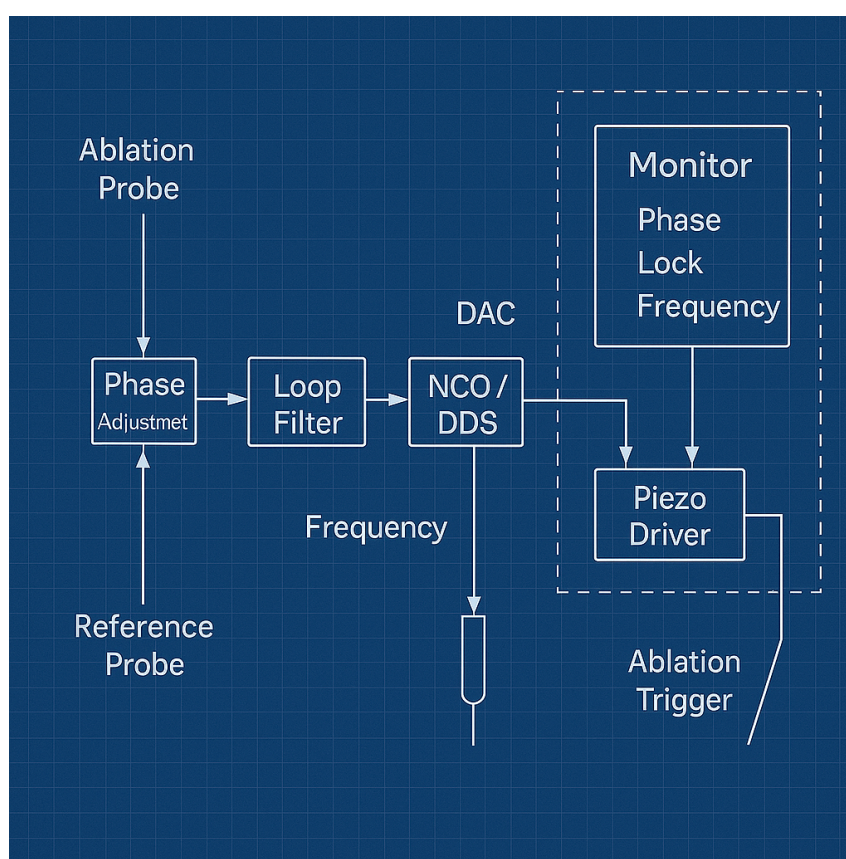 Ablation
Probe
Monitor
Phase
Lock
Frequency
DAC
Phase
Adjustmet
Loop
Filter
NCO /
DDS
Piezo
Driver
Frequency
Reference
Probe
Ablation
Trigger